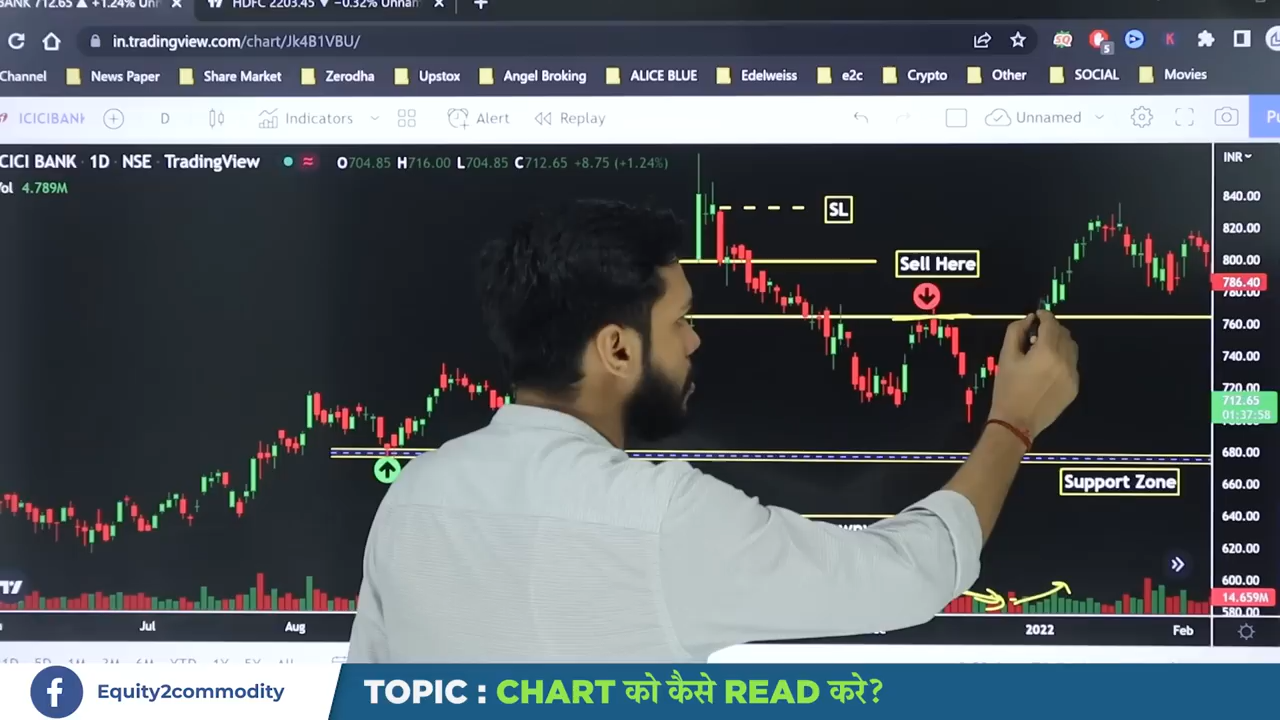 BANK 712.65 ▲ +1.24% Unn
HDFC 2203.45 ▼ −0.32% Unnan
in.tradingview.com/chart/Jk4B1VBU/
Channel News Paper Share Market Zerodha Upstox Angel Broking ALICE BLUE Edelweiss e2c Crypto Other SOCIAL Movies
ICICIBANK D Indicators Alert Replay Unnamed Pu
CICI BANK · 1D · NSE · TradingView O704.85 H716.00 L704.85 C712.65 +8.75 (+1.24%)
INR
Vol 4.789M
840.00
SL
820.00
800.00
Sell Here
786.40
780.00
760.00
740.00
720.00
712.65
01:37:58
680.00
Support Zone
660.00
640.00
620.00
600.00
14.659M
580.00
Jul Aug 2022 Feb
Equity2commodity
TOPIC : CHART को कैसे READ करे?